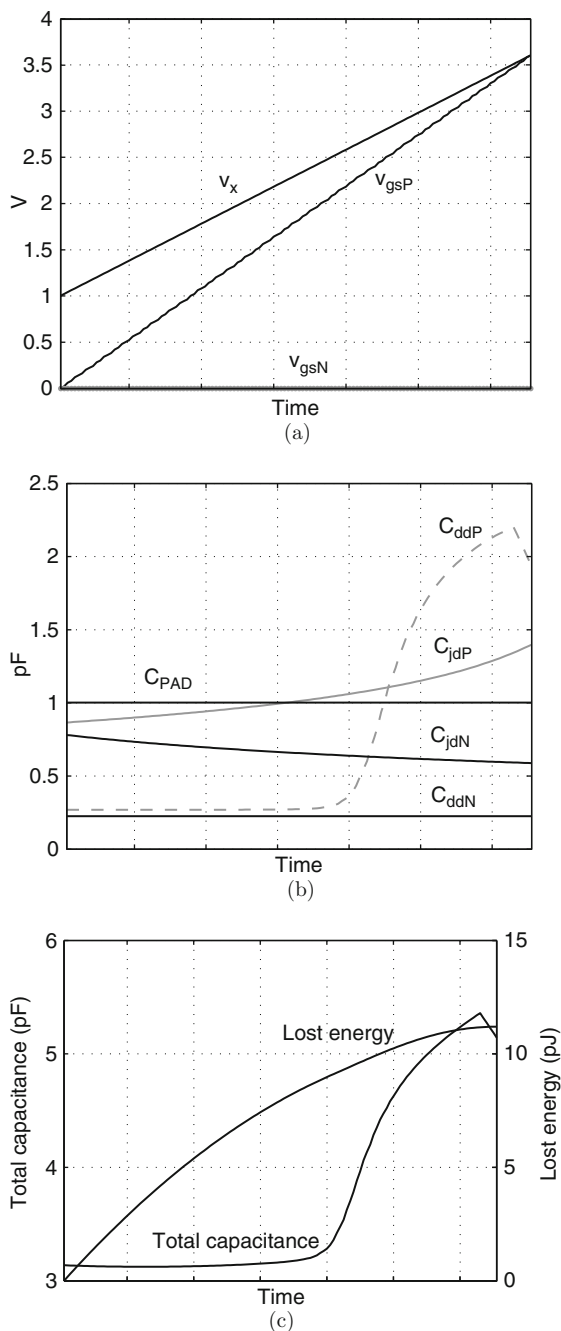 4
3.5
3
2.5
2
1.5
1
0.5
0
V
v_x
v_gsP
v_gsN
Time
(a)
2.5
2
1.5
1
0.5
0
pF
C_ddP
C_jdP
C_PAD
C_jdN
C_ddN
Time
(b)
6
5
4
3
Total capacitance (pF)
15
10
5
0
Lost energy (pJ)
Lost energy
Total capacitance
Time
(c)